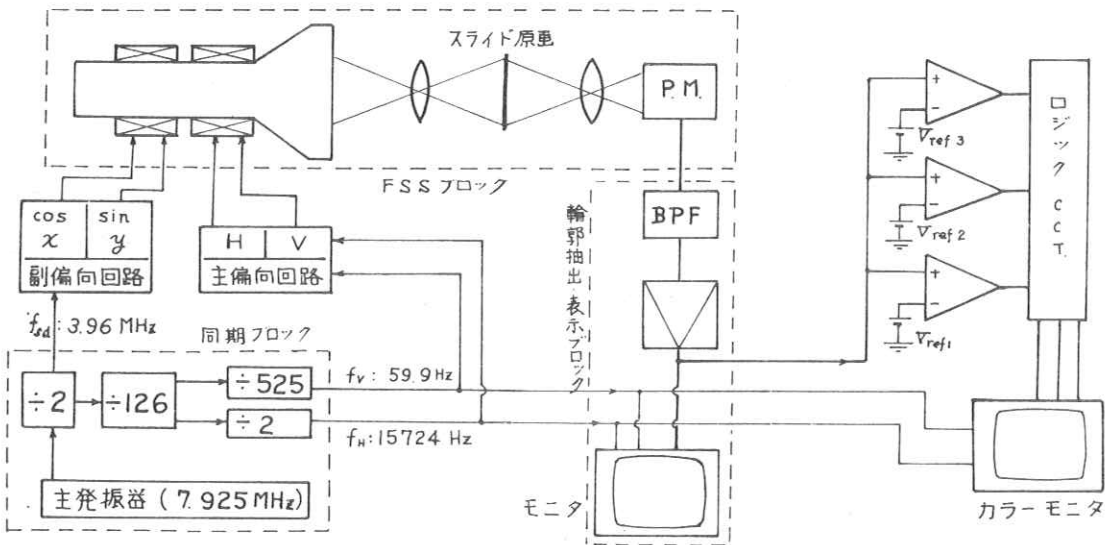 スライド原画
P.M.
FSSブロック
cos
x
sin
y
副偏向回路
H
V
主偏向回路
fsd:3.96 MHz
同期ブロック
÷2
÷126
÷525
÷2
主発振器(7.925MHz)
fV: 59.9Hz
fH:15724 Hz
輪郭抽出・表示ブロック
BPF
モニタ
+
−
Vref 3
+
−
Vref 2
+
−
Vref 1
ロジック CCT.
カラーモニタ